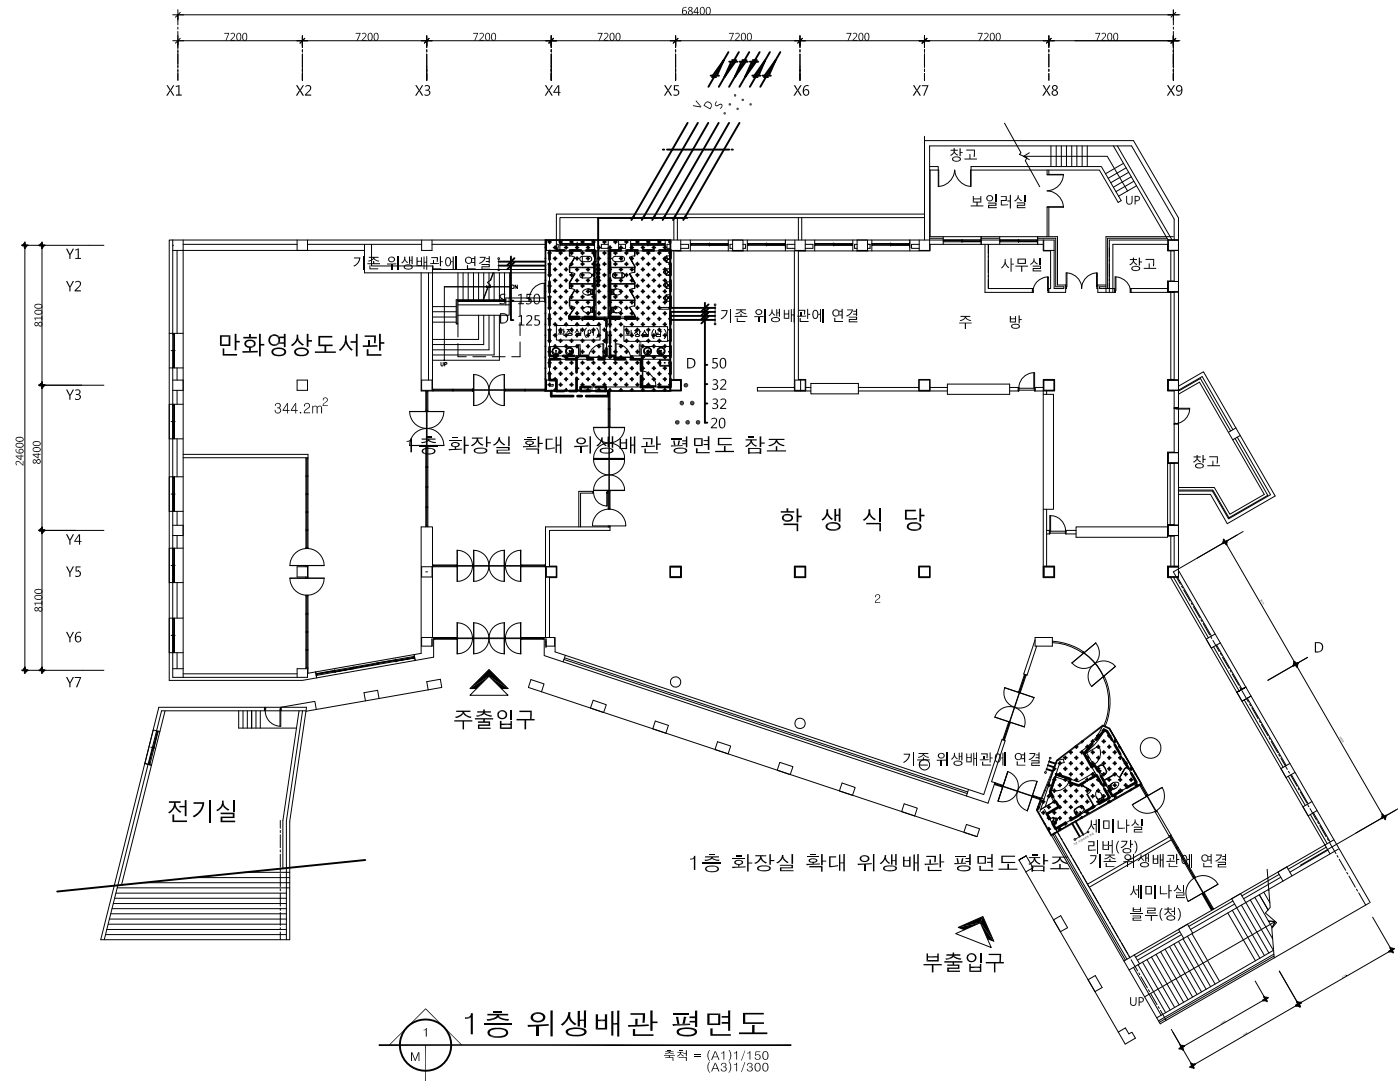 68400
7200 7200 7200 7200 7200 7200 7200 7200
X1 X2 X3 X4 X5 X6 X7 X8 X9
V
D
S
창고
보일러실
UP
Y1
Y2
Y3
Y4
Y5
Y6
Y7
8100
8400
8100
24600
기존 위생배관에 연결
사무실
창고
DN
S 150
D 125
기존 위생배관에 연결
주 방
만화영상도서관
344.2m2
UP
D 50
32
32
20
1층 화장실 확대 위생배관 평면도 참조
창고
학 생 식 당
2
D
주출입구
기존 위생배관에 연결
전기실
세미나실
리버(강)
1층 화장실 확대 위생배관 평면도 참조
기존 위생배관에 연결
세미나실
블루(청)
부출입구
UP
1
M
1층 위생배관 평면도
축척 = (A1)1/150
(A3)1/300